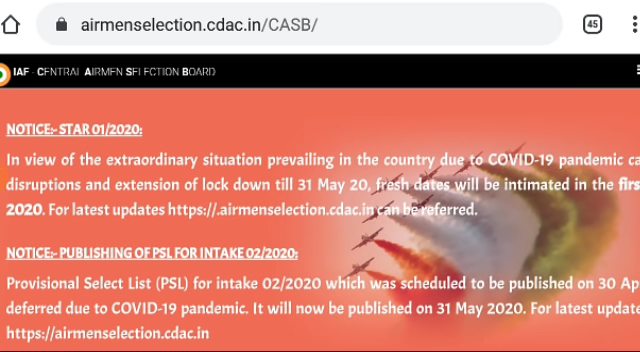 airmenselection.cdac.in/CASB/
45
IAF - CENTRAL AIRMEN SELECTION BOARD
NOTICE:- STAR 01/2020:
In view of the extraordinary situation prevailing in the country due to COVID-19 pandemic
disruptions and extension of lock down till 31 May 20, fresh dates will be intimated in the
2020. For latest updates https://.airmenselection.cdac.in can be referred.
NOTICE:- PUBLISHING OF PSL FOR INTAKE 02/2020:
Provisional Select List (PSL) for intake 02/2020 which was scheduled to be published on 30
deferred due to COVID-19 pandemic. It will now be published on 31 May 2020. For latest
https://airmenselection.cdac.in